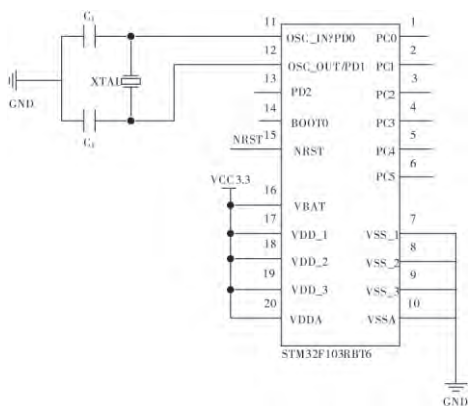 C₁
11
OSC_IN?PD0
PC0
1
12
OSC_OUT/PD1
PC1
2
XTAL
13
PD2
PC2
3
GND
14
BOOT0
PC3
4
15
NRST
NRST
PC4
5
PC5
6
VCC3.3
16
VBAT
17
VDD_1
VSS_1
7
18
VDD_2
VSS_2
8
19
VDD_3
VSS_3
9
20
VDDA
VSSA
10
STM32F103RBT6
GND